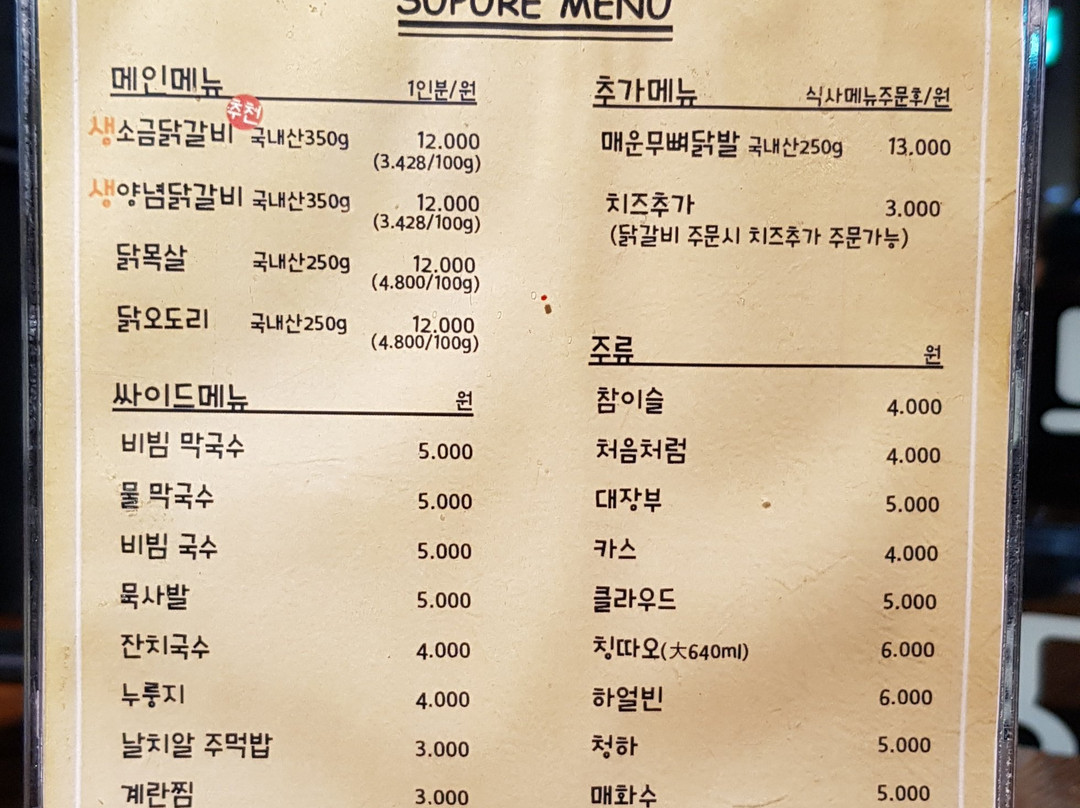 SUPURE MENU
메인메뉴 1인분/원
추천
생소금닭갈비 국내산350g 12.000
(3.428/100g)
생양념닭갈비 국내산350g 12.000
(3.428/100g)
닭목살 국내산250g 12.000
(4.800/100g)
닭오도리 국내산250g 12.000
(4.800/100g)
싸이드메뉴 원
비빔 막국수 5.000
물 막국수 5.000
비빔 국수 5.000
묵사발 5.000
잔치국수 4.000
누룽지 4.000
날치알 주먹밥 3.000
계란찜 3.000
추가메뉴 식사메뉴주문후/원
매운무뼈닭발 국내산250g 13.000
치즈추가 3.000
(닭갈비 주문시 치즈추가 주문가능)
주류 원
참이슬 4.000
처음처럼 4.000
대장부 5.000
카스 4.000
클라우드 5.000
칭따오(大640ml) 6.000
하얼빈 6.000
청하 5.000
매화수 5.000